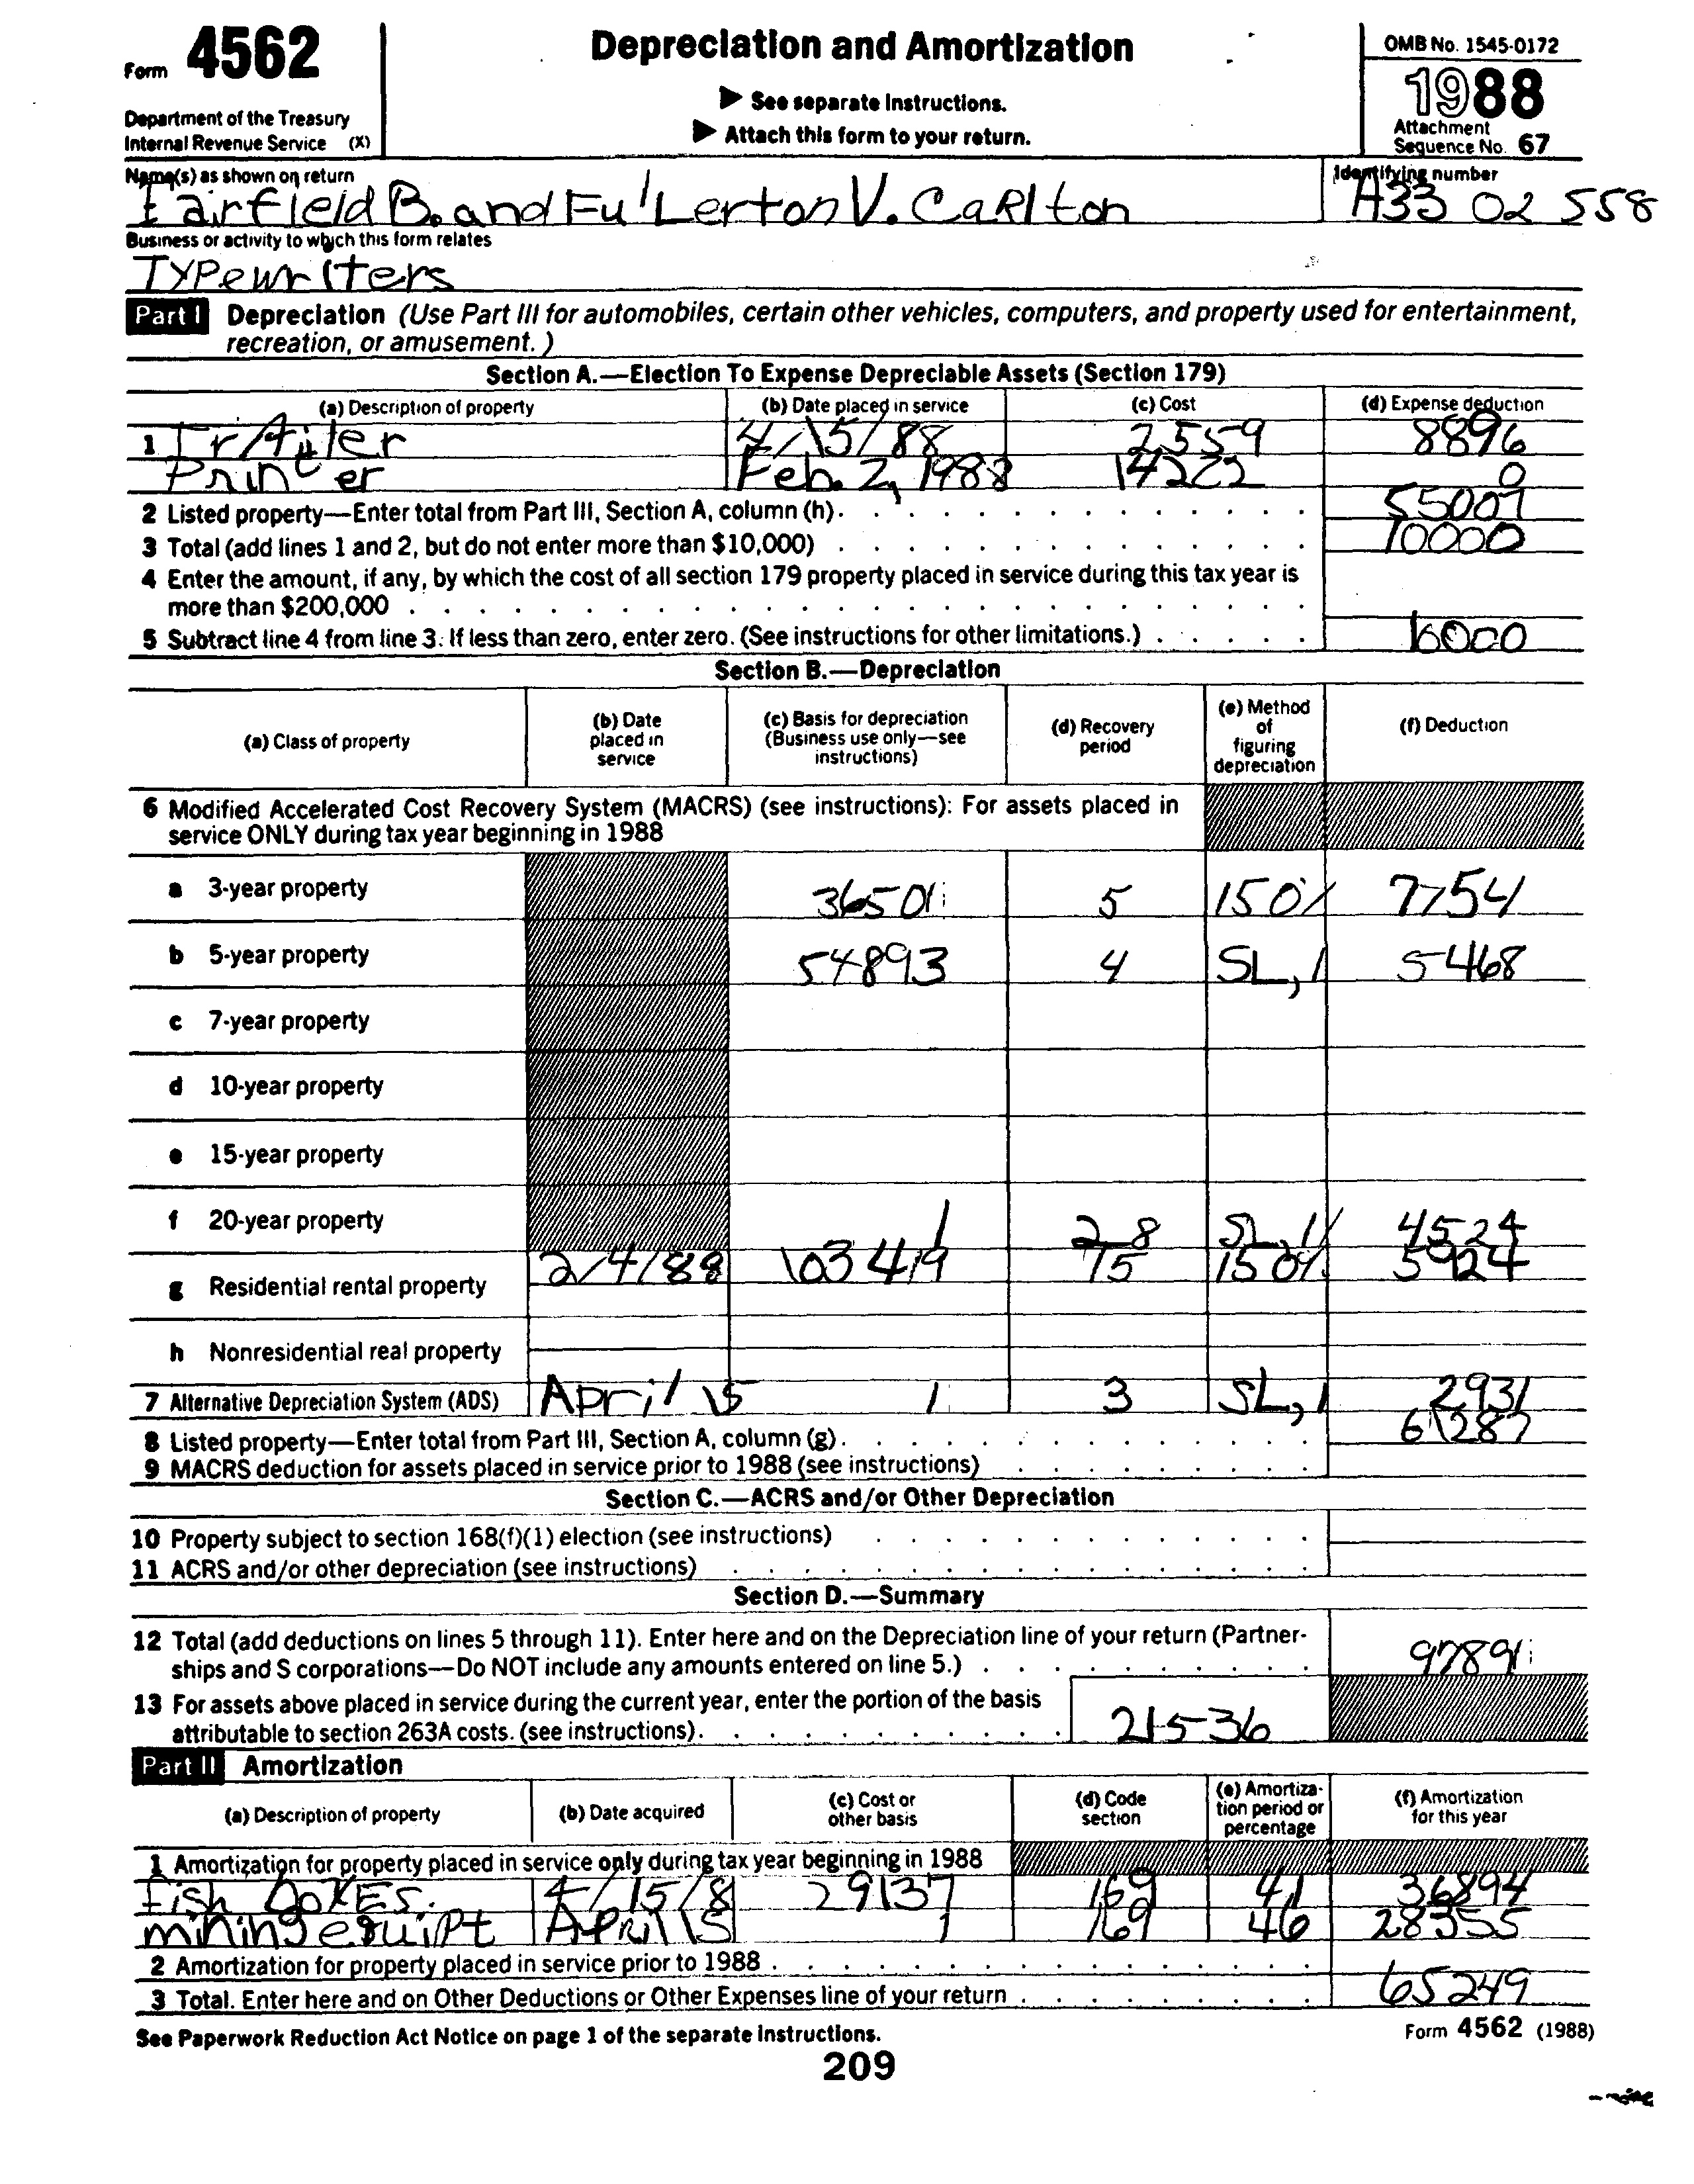 Form 4562
Department of the Treasury
Internal Revenue Service (X)
Depreciation and Amortization
▶ See separate instructions.
▶ Attach this form to your return.
OMB No. 1545-0172
1988
Attachment
Sequence No. 67
Name(s) as shown on return
Fairfield B. and Fullerton V. Carlton
Identifying number
A33 02 558
Business or activity to which this form relates
Typewriters
Part I Depreciation (Use Part III for automobiles, certain other vehicles, computers, and property used for entertainment,
recreation, or amusement.)
Section A.—Election To Expense Depreciable Assets (Section 179)
(a) Description of property (b) Date placed in service (c) Cost (d) Expense deduction
1 4/15/88 2559 8896
Printer Feb. 2, 1988 14222 0
2 Listed property—Enter total from Part III, Section A, column (h). 55007
3 Total (add lines 1 and 2, but do not enter more than $10,000) 10000
4 Enter the amount, if any, by which the cost of all section 179 property placed in service during this tax year is
more than $200,000
5 Subtract line 4 from line 3. If less than zero, enter zero. (See instructions for other limitations.) 10000
Section B.—Depreciation
(a) Class of property
(b) Date placed in service
(c) Basis for depreciation (Business use only—see instructions)
(d) Recovery period
(e) Method of figuring depreciation
(f) Deduction
6 Modified Accelerated Cost Recovery System (MACRS) (see instructions): For assets placed in
service ONLY during tax year beginning in 1988
a 3-year property 36501 5 150% 7754
b 5-year property 54893 4 SL, 1 5468
c 7-year property
d 10-year property
e 15-year property
f 20-year property 1 28 SL, 1/ 4524
g Residential rental property 2/4/88 103419 15 150% 5924
h Nonresidential real property
7 Alternative Depreciation System (ADS) April 15 1 3 SL, 1 2931
8 Listed property—Enter total from Part III, Section A, column (g). 61287
9 MACRS deduction for assets placed in service prior to 1988 (see instructions)
Section C.—ACRS and/or Other Depreciation
10 Property subject to section 168(f)(1) election (see instructions)
11 ACRS and/or other depreciation (see instructions)
Section D.—Summary
12 Total (add deductions on lines 5 through 11). Enter here and on the Depreciation line of your return (Partner-
ships and S corporations—Do NOT include any amounts entered on line 5.) 97891
13 For assets above placed in service during the current year, enter the portion of the basis
attributable to section 263A costs. (see instructions). 21536
Part II Amortization
(a) Description of property
(b) Date acquired
(c) Cost or other basis
(d) Code section
(e) Amortiza-tion period or percentage
(f) Amortization for this year
1 Amortization for property placed in service only during tax year beginning in 1988
fish boxes. 4/15/8 29137 169 41 36894
mining equipt April 15 1 169 46 28355
2 Amortization for property placed in service prior to 1988
3 Total. Enter here and on Other Deductions or Other Expenses line of your return 65249
See Paperwork Reduction Act Notice on page 1 of the separate instructions.
Form 4562 (1988)
209